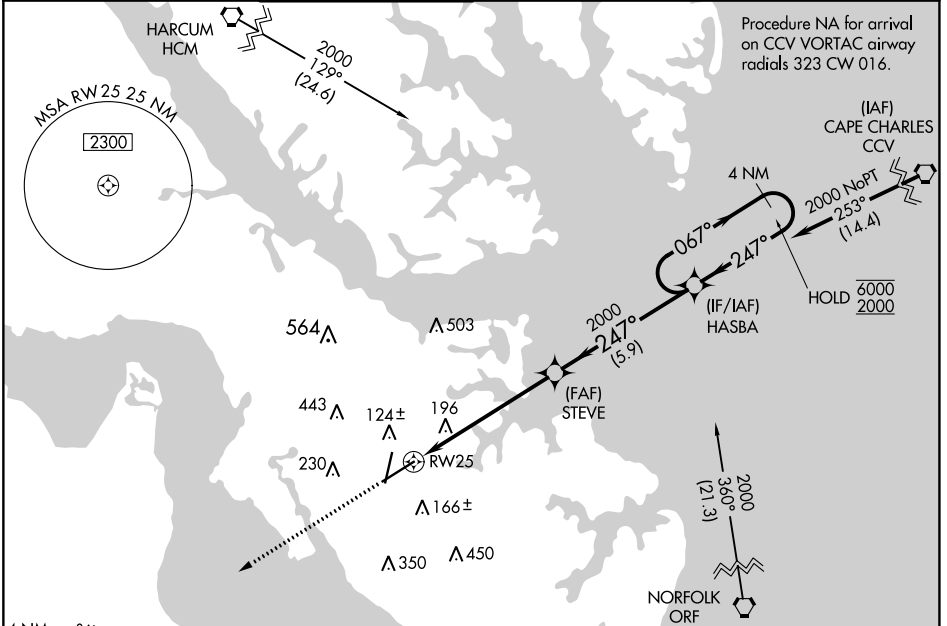 HARCUM
HCM
2000
129°
(24.6)
Procedure NA for arrival
on CCV VORTAC airway
radials 323 CW 016.
MSA RW25 25 NM
2300
(IAF)
CAPE CHARLES
CCV
4 NM
2000 NoPT
253°
(14.4)
067°
247°
HOLD 6000
2000
(IF/IAF)
HASBA
2000
247°
(5.9)
564
503
(FAF)
STEVE
443
124±
196
230
RW25
166±
350
450
2000
360°
(21.3)
NORFOLK
ORF